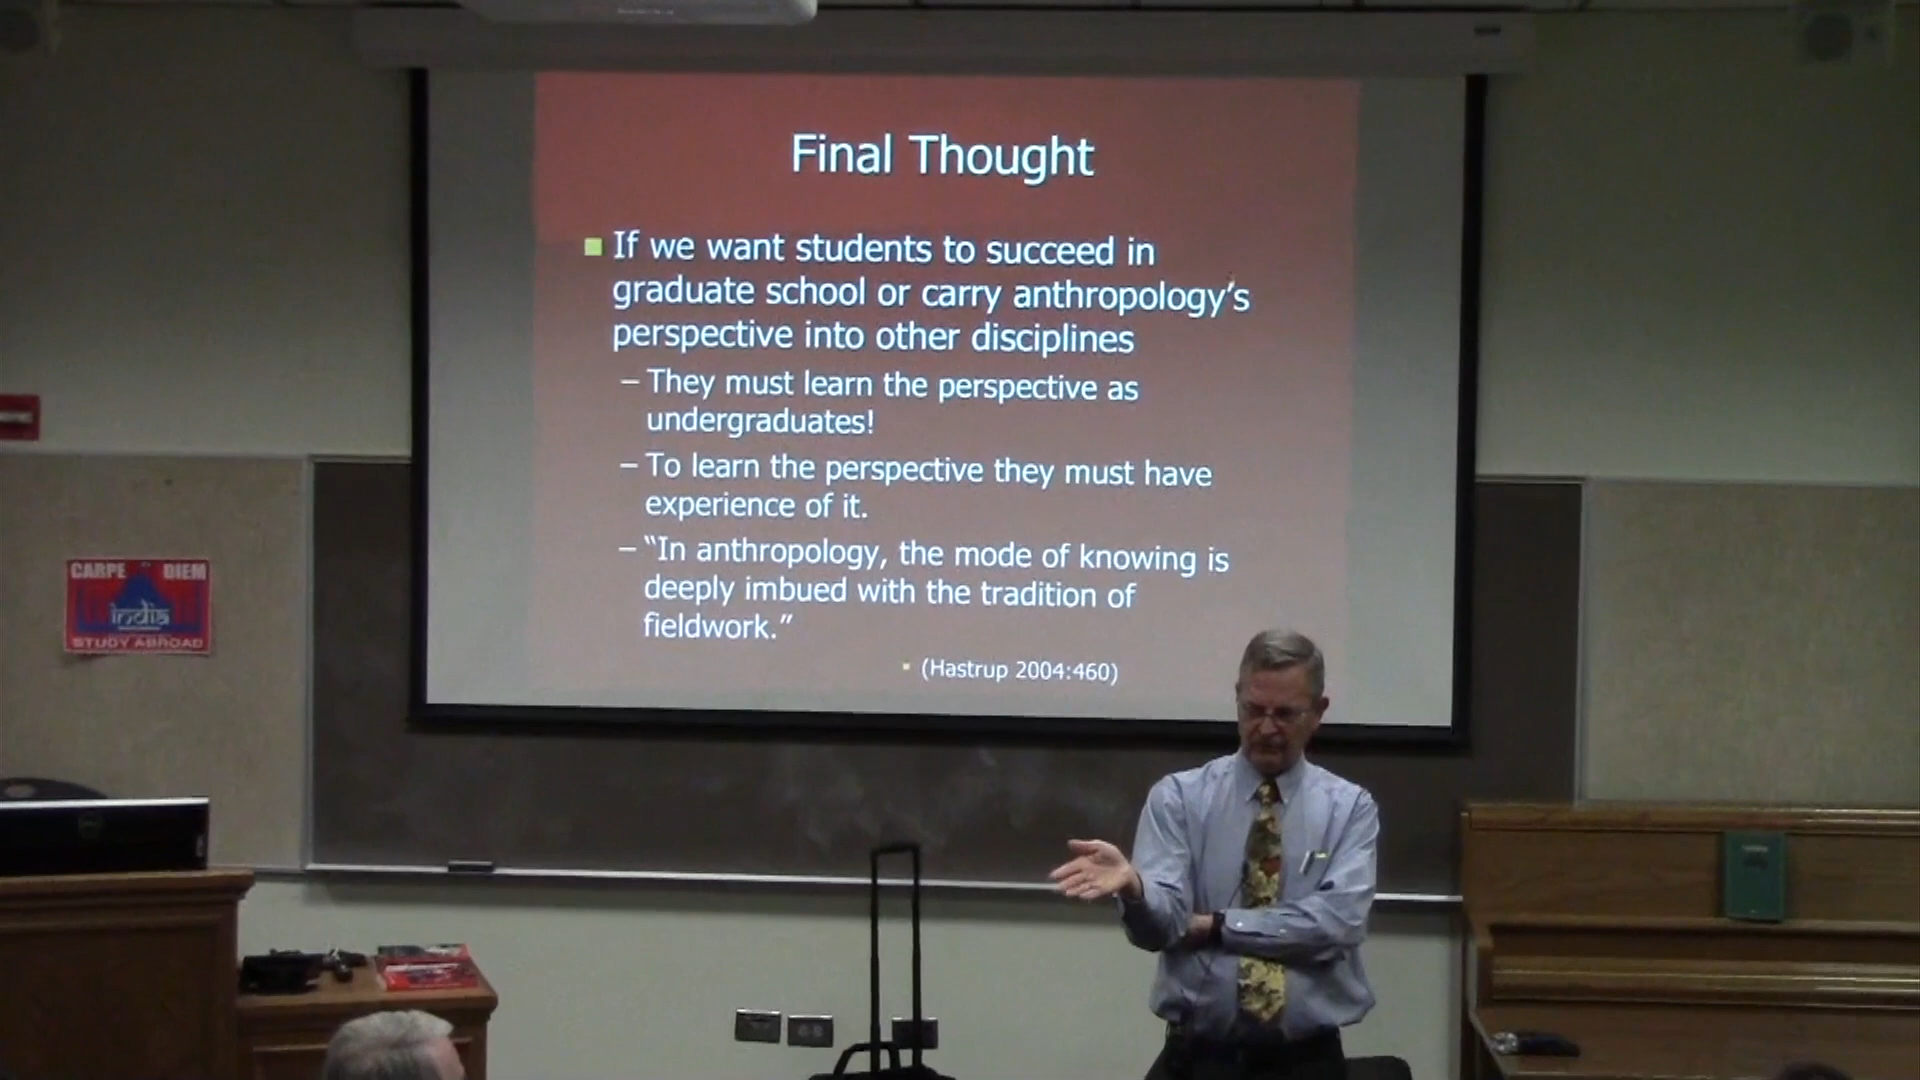 Final Thought
If we want students to succeed in
graduate school or carry anthropology's
perspective into other disciplines
– They must learn the perspective as
undergraduates!
– To learn the perspective they must have
experience of it.
– “In anthropology, the mode of knowing is
deeply imbued with the tradition of
fieldwork.”
(Hastrup 2004:460)
CARPE DIEM
india
STUDY ABROAD